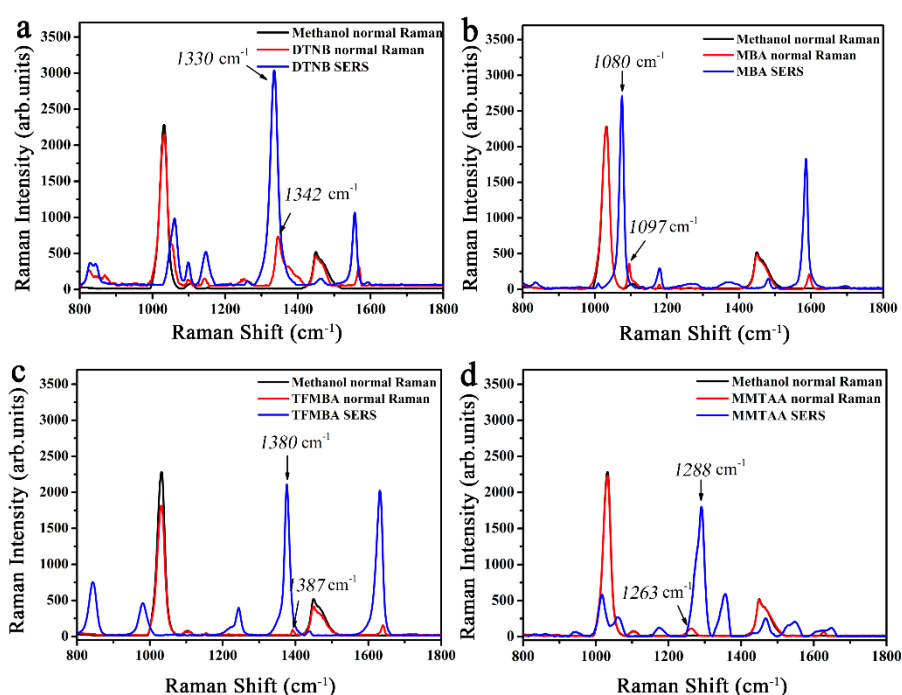 a
Methanol normal Raman
DTNB normal Raman
DTNB SERS
1330 cm-1
1342 cm-1
3500
3000
2500
2000
1500
1000
500
0
800 1000 1200 1400 1600 1800
Raman Intensity (arb.units)
Raman Shift (cm-1)
b
Methanol normal Raman
MBA normal Raman
MBA SERS
1080 cm-1
1097 cm-1
3500
3000
2500
2000
1500
1000
500
0
800 1000 1200 1400 1600 1800
Raman Intensity (arb.units)
Raman Shift (cm-1)
c
Methanol normal Raman
TFMBA normal Raman
TFMBA SERS
1380 cm-1
1387 cm-1
3500
3000
2500
2000
1500
1000
500
0
800 1000 1200 1400 1600 1800
Raman Intensity (arb.units)
Raman Shift (cm-1)
d
Methanol normal Raman
MMTAA normal Raman
MMTAA SERS
1288 cm-1
1263 cm-1
3500
3000
2500
2000
1500
1000
500
0
800 1000 1200 1400 1600 1800
Raman Intensity (arb.units)
Raman Shift (cm-1)